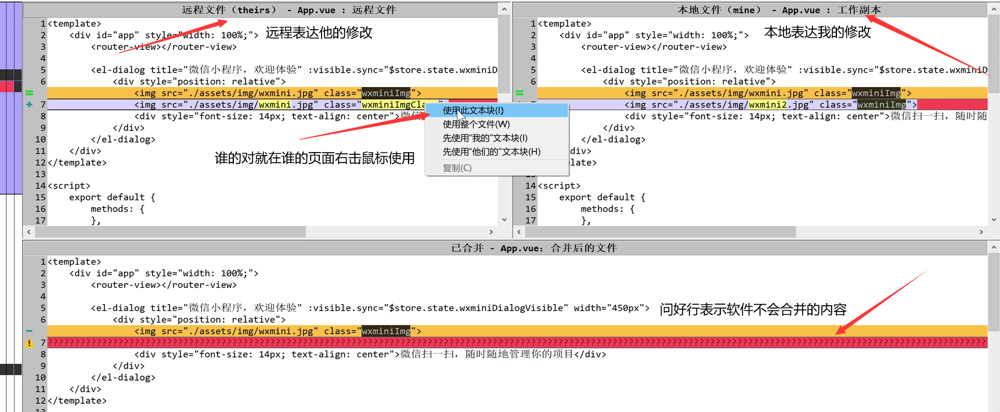 远程文件（theirs） - App.vue : 远程文件
1 <template>
2 <div id="app" style="width: 100%;">
3 <router-view></router-view>
4
5 <el-dialog title="微信小程序，欢迎体验" :visible.sync="$store.state.wxminiD
6 <div style="position: relative">
<img src="./assets/img/wxmini.jpg" class="wxminiImg">
7 <img src="./assets/img/wxmini.jpg" class="wxminiImgCla
8 <div style="font-size: 14px; text-align: center">微信
9 </div>
10 </el-dialog>
11 </div>
12 </template>
13
14 <script>
15 export default {
16 methods: {
17 },
远程表达他的修改
谁的对就在谁的页面右击鼠标使用
使用此文本块(I)
使用整个文件(W)
先使用“我的”文本块(I)
先使用“他们的”文本块(H)
复制(C)
本地文件（mine） - App.vue : 工作副本
1 <template>
2 <div id="app" style="width: 100%;">
3 <router-view></router-view>
4
5 <el-dialog title="微信小程序，欢迎体验" :visible.sync="$store.state.wxminiD
6 <div style="position: relative">
<img src="./assets/img/wxmini.jpg" class="wxminiImg">
<img src="./assets/img/wxmini2.jpg" class="wxminiImg">
8 <div style="font-size: 14px; text-align: center">微信扫一扫，随时随
9 </div>
10 </el-dialog>
div>
late>
14 <script>
15 export default {
16 methods: {
17 },
本地表达我的修改
已合并 - App.vue: 合并后的文件
1 <template>
2 <div id="app" style="width: 100%;">
3 <router-view></router-view>
4
5 <el-dialog title="微信小程序，欢迎体验" :visible.sync="$store.state.wxminiDialogVisible" width="450px">
6 <div style="position: relative">
<img src="./assets/img/wxmini.jpg" class="wxminiImg">
7
8 <div style="font-size: 14px; text-align: center">微信扫一扫，随时随地管理你的项目</div>
9 </div>
10 </el-dialog>
11 </div>
12 </template>
问好行表示软件不会合并的内容